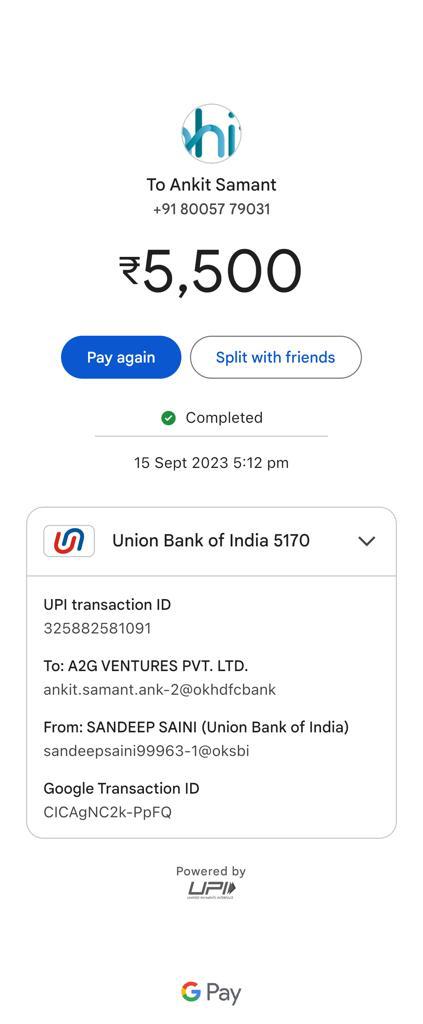 hi
To Ankit Samant
+91 80057 79031
₹5,500
Pay again
Split with friends
Completed
15 Sept 2023 5:12 pm
Union Bank of India 5170
UPI transaction ID
325882581091
To: A2G VENTURES PVT. LTD.
ankit.samant.ank-2@okhdfcbank
From: SANDEEP SAINI (Union Bank of India)
sandeepsaini99963-1@oksbi
Google Transaction ID
CICAgNC2k-PpFQ
Powered by
UPI
UNIFIED PAYMENTS INTERFACE
G Pay